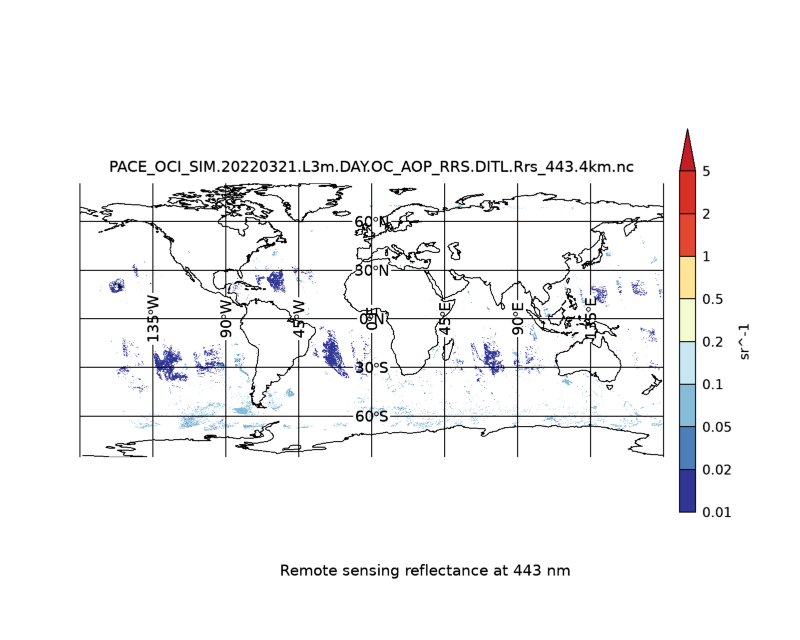 PACE_OCI_SIM.20220321.L3m.DAY.OC_AOP_RRS.DITL.Rrs_443.4km.nc
60°N
30°N
0°N
30°S
60°S
135°W
90°W
45°W
0°E
45°E
90°E
135°E
5
2
1
0.5
0.2
0.1
0.05
0.02
0.01
sr^-1
Remote sensing reflectance at 443 nm